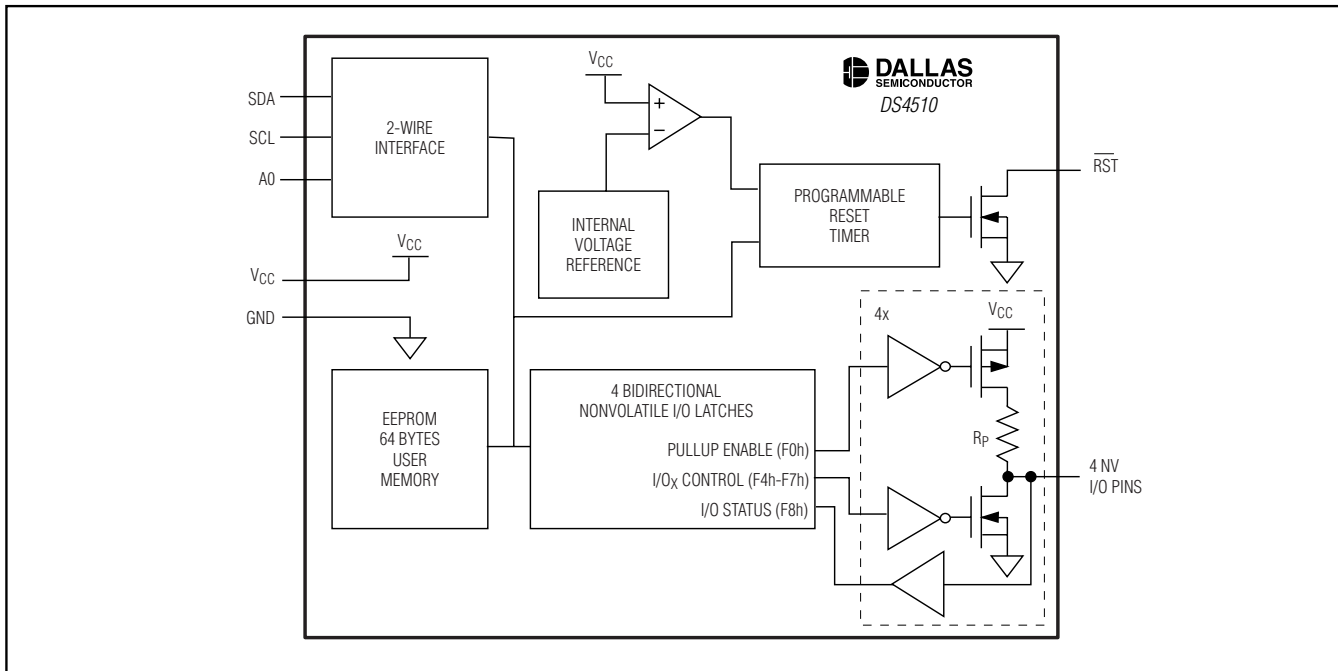 DALLAS
SEMICONDUCTOR
DS4510
SDA
SCL
A0
2-WIRE
INTERFACE
VCC
+
−
INTERNAL
VOLTAGE
REFERENCE
PROGRAMMABLE
RESET
TIMER
RST
VCC
VCC
GND
EEPROM
64 BYTES
USER
MEMORY
4 BIDIRECTIONAL
NONVOLATILE I/O LATCHES
PULLUP ENABLE (F0h)
I/OX CONTROL (F4h-F7h)
I/O STATUS (F8h)
4x
VCC
RP
4 NV
I/O PINS